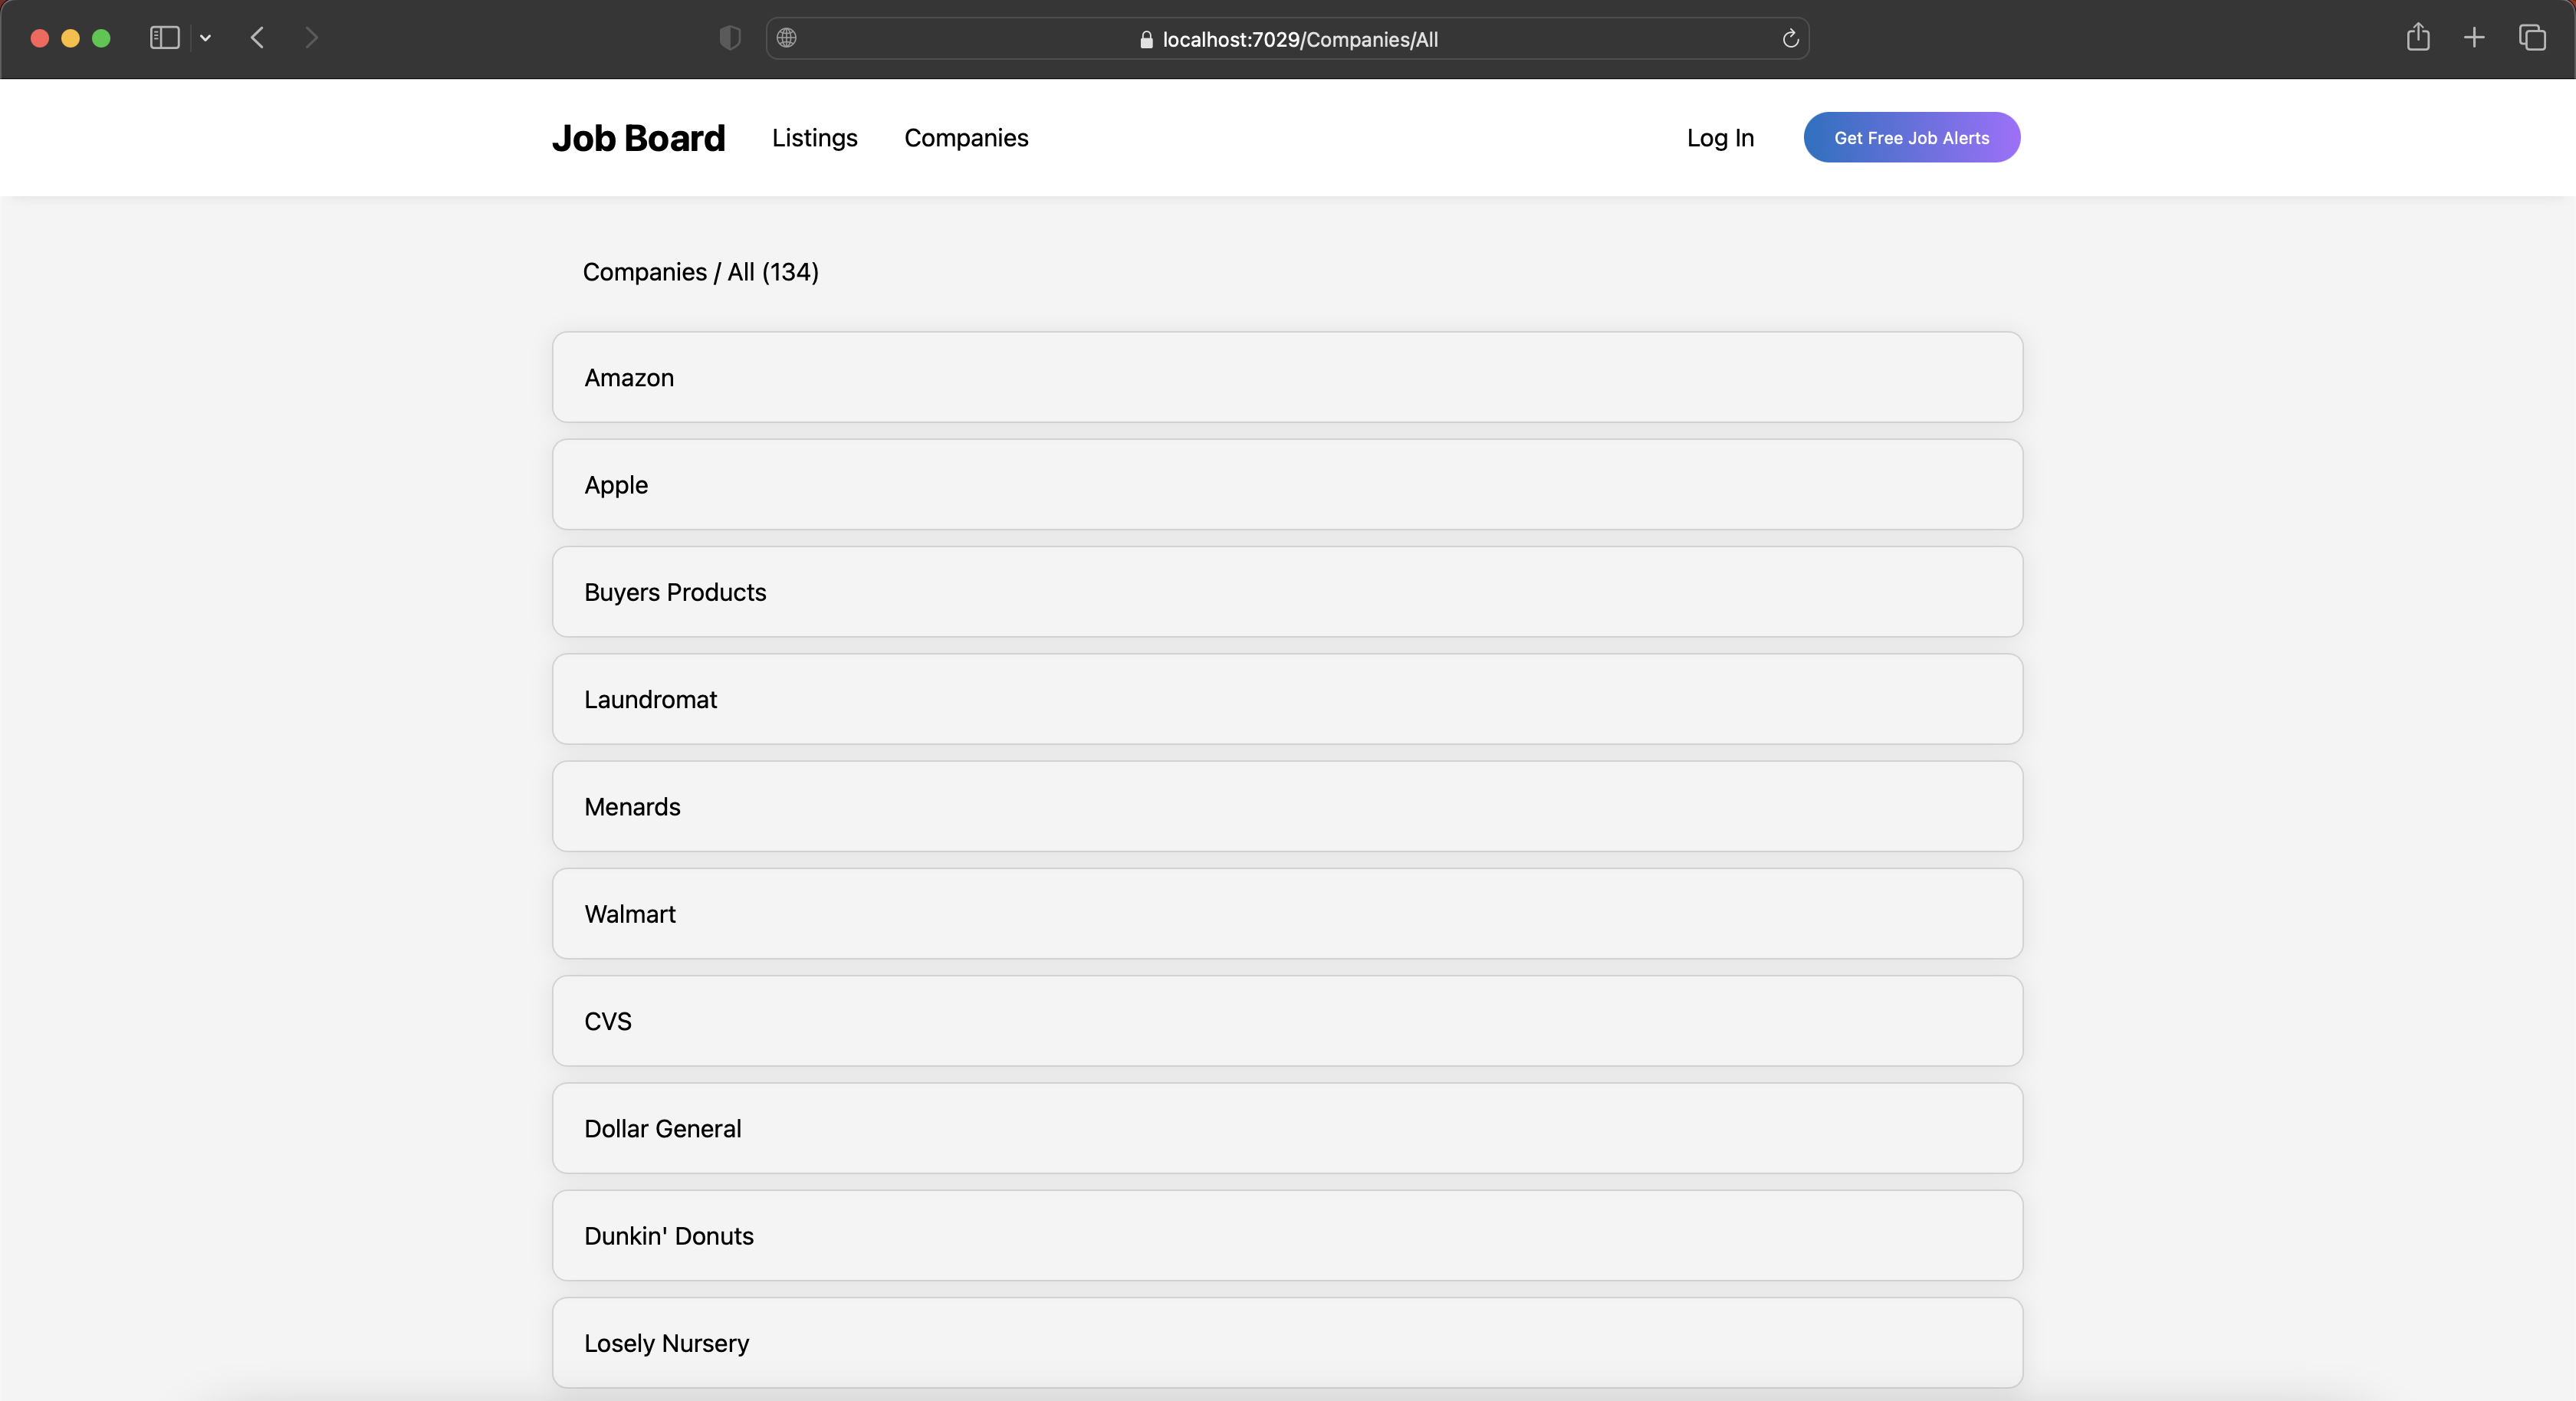 localhost:7029/Companies/All
Job Board Listings Companies Log In Get Free Job Alerts
Companies / All (134)
Amazon
Apple
Buyers Products
Laundromat
Menards
Walmart
CVS
Dollar General
Dunkin' Donuts
Losely Nursery